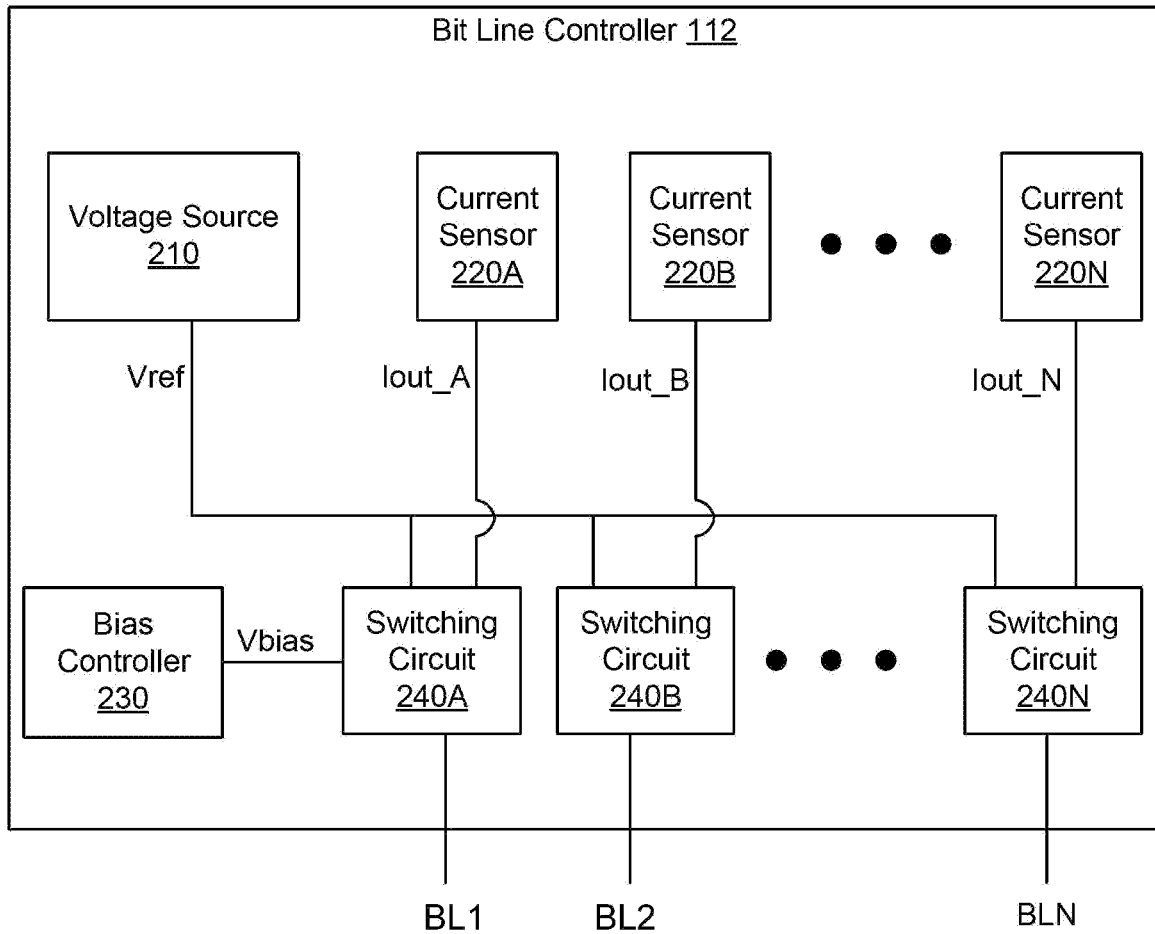 Bit Line Controller 112
Voltage Source
210
Current
Sensor
220A
Current
Sensor
220B
Current
Sensor
220N
Vref
Iout_A
Iout_B
Iout_N
Bias
Controller
230
Vbias
Switching
Circuit
240A
Switching
Circuit
240B
Switching
Circuit
240N
BL1
BL2
BLN